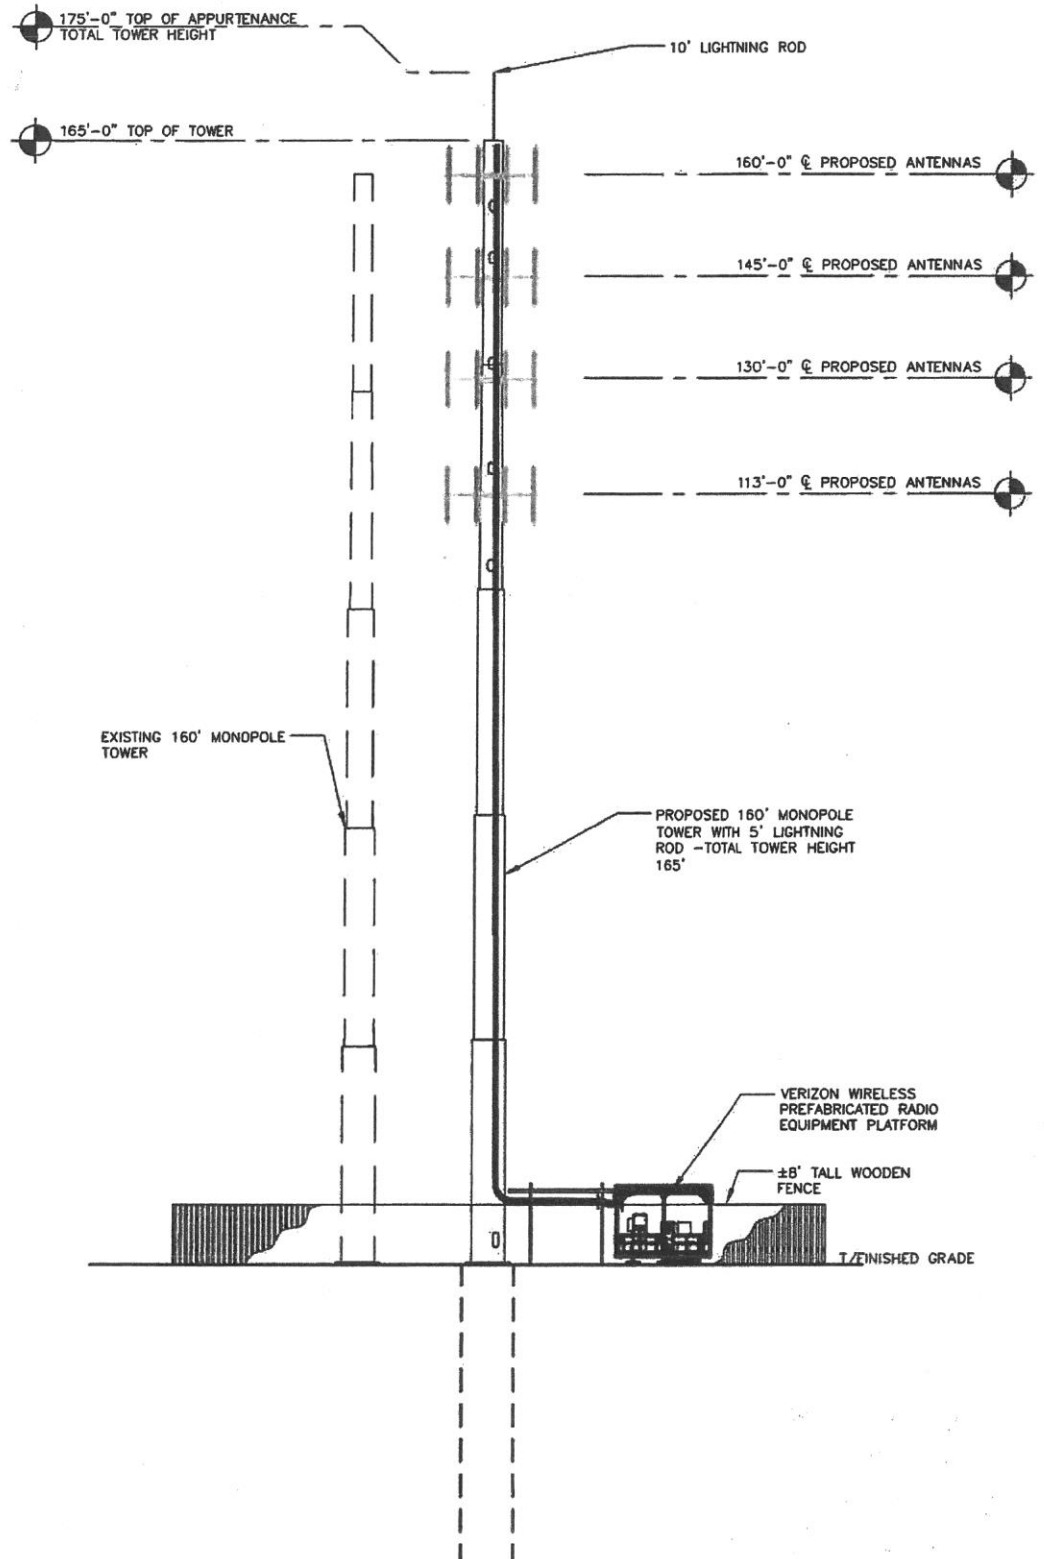 175'-0" TOP OF APPURTENANCE
TOTAL TOWER HEIGHT
10' LIGHTNING ROD
165'-0" TOP OF TOWER
160'-0" ℄ PROPOSED ANTENNAS
145'-0" ℄ PROPOSED ANTENNAS
130'-0" ℄ PROPOSED ANTENNAS
113'-0" ℄ PROPOSED ANTENNAS
EXISTING 160' MONOPOLE
TOWER
PROPOSED 160' MONOPOLE
TOWER WITH 5' LIGHTNING
ROD -TOTAL TOWER HEIGHT
165'
VERIZON WIRELESS
PREFABRICATED RADIO
EQUIPMENT PLATFORM
±8' TALL WOODEN
FENCE
T/FINISHED GRADE